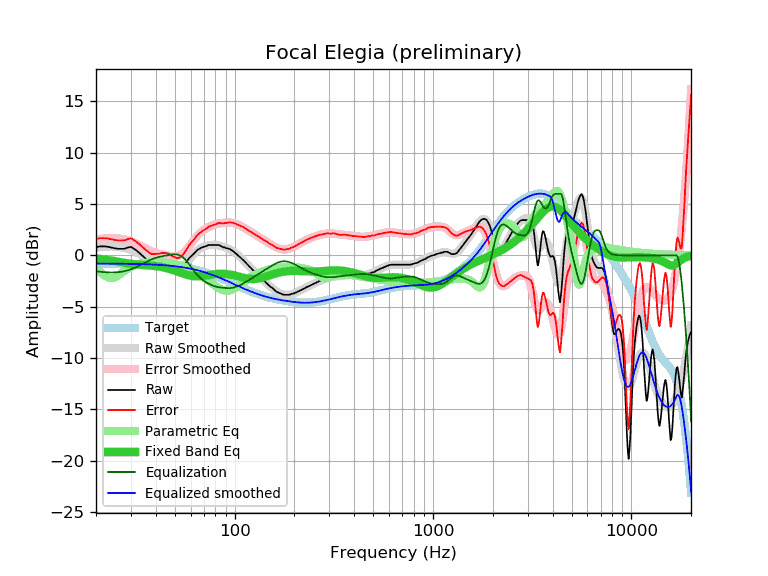 Focal Elegia (preliminary)
Amplitude (dBr)
15
10
5
0
−5
−10
−15
−20
−25
Target
Raw Smoothed
Error Smoothed
Raw
Error
Parametric Eq
Fixed Band Eq
Equalization
Equalized smoothed
100 1000 10000
Frequency (Hz)